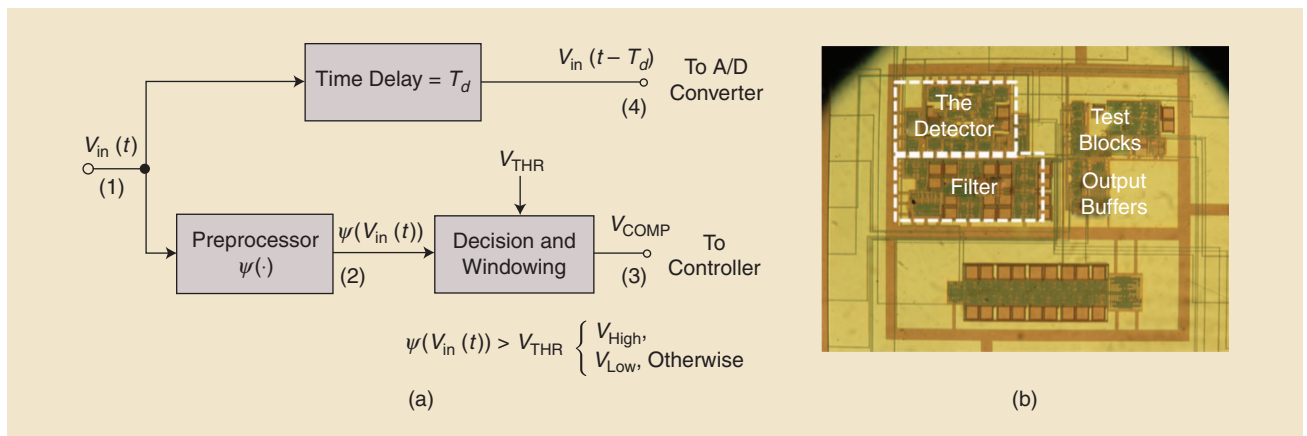 Time Delay = T_d
V_in (t − T_d)
(4)
To A/D
Converter
V_in (t)
(1)
V_THR
Preprocessor
ψ(·)
ψ(V_in (t))
(2)
Decision and
Windowing
V_COMP
(3)
To
Controller
ψ(V_in (t)) > V_THR { V_High,
V_Low, Otherwise
(a)
The
Detector
Filter
Test
Blocks
Output
Buffers
(b)